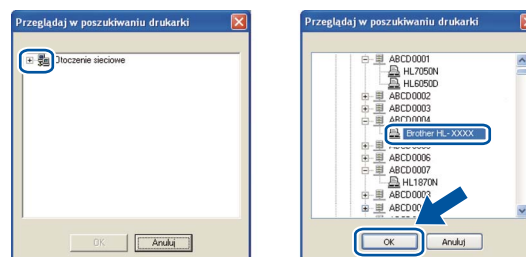 Przeglądaj w poszukiwaniu drukarki
Otoczenie sieciowe
OK
Anuluj
Przeglądaj w poszukiwaniu drukarki
ABCD0001
HL7050N
HL6050D
ABCD0002
ABCD0003
ABCD0004
Brother HL-XXXX
ABCD0006
ABCD0007
HL1870N
OK
Anuluj